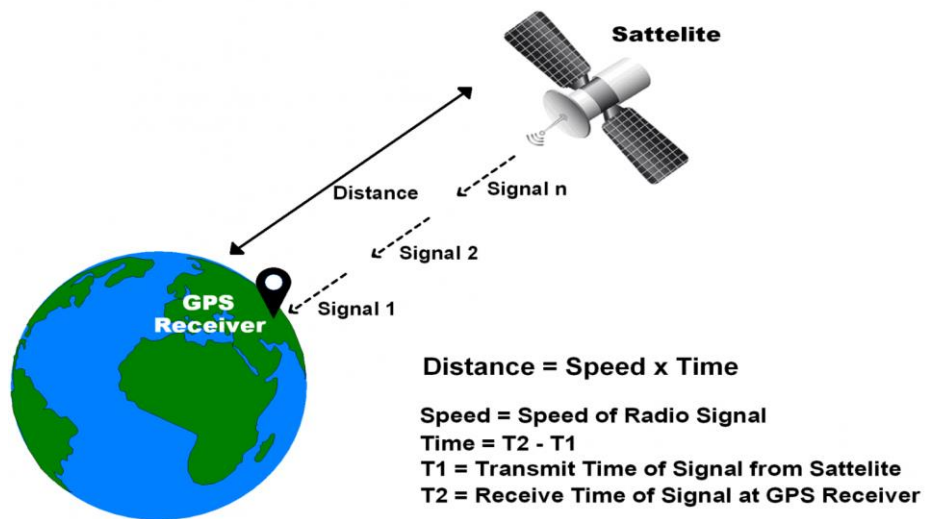 Sattelite
Distance
Signal n
Signal 2
Signal 1
GPS
Receiver
Distance = Speed x Time
Speed = Speed of Radio Signal
Time = T2 - T1
T1 = Transmit Time of Signal from Sattelite
T2 = Receive Time of Signal at GPS Receiver